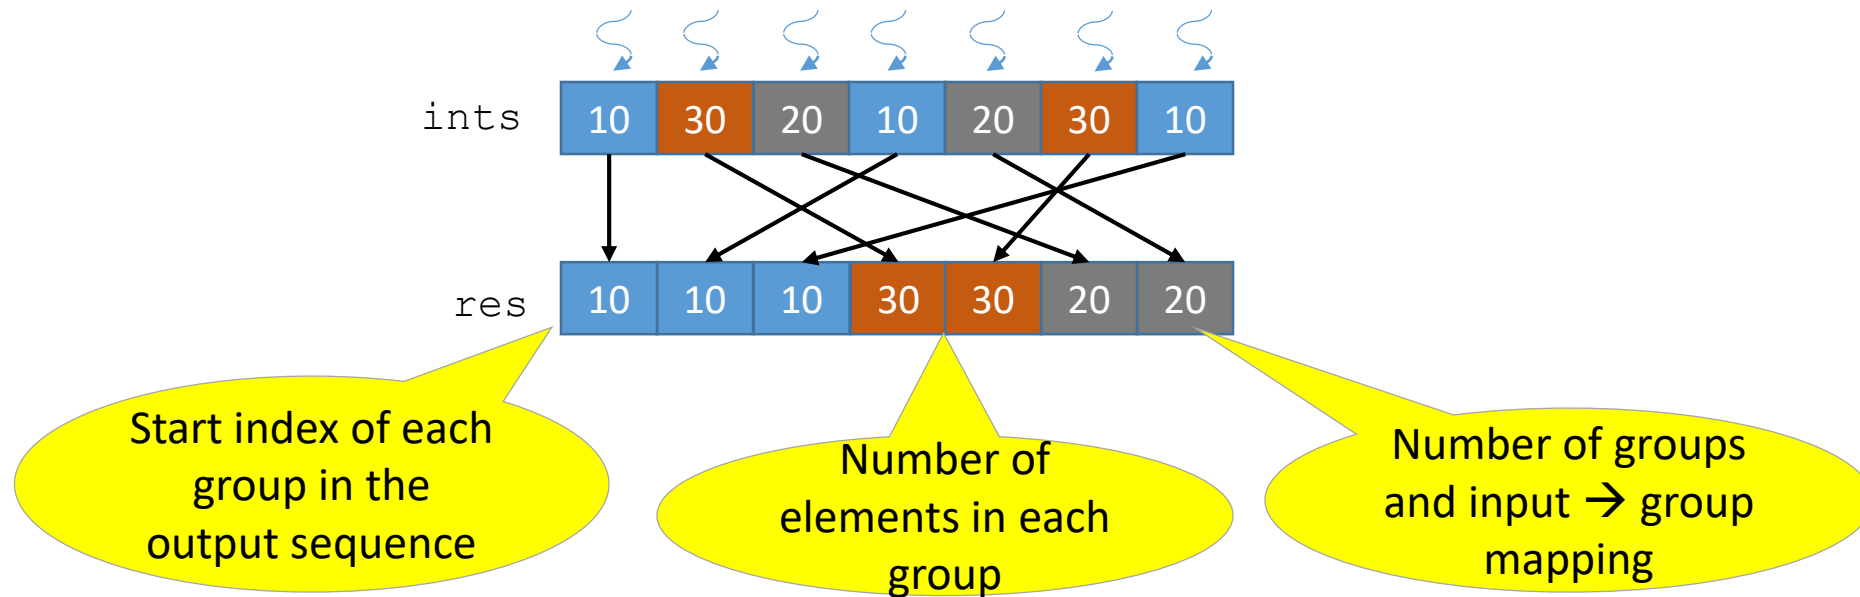 ints 10 30 20 10 20 30 10
res 10 10 10 30 30 20 20
Start index of each
group in the
output sequence
Number of
elements in each
group
Number of groups
and input → group
mapping